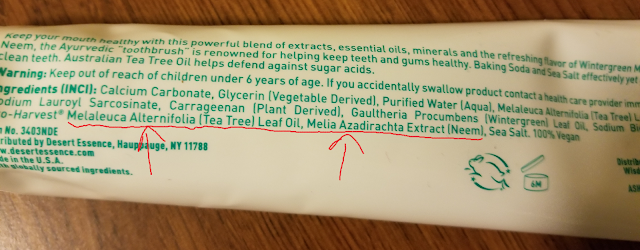 Keep your mouth healthy with this powerful blend of extracts, essential oils, minerals and the refreshing flavor of Wintergreen
Neem, the Ayurvedic "toothbrush" is renowned for helping keep teeth and gums healthy. Baking Soda and Sea Salt effectively
clean teeth. Australian Tea Tree Oil helps defend against sugar acids.
Warning: Keep out of reach of children under 6 years of age. If you accidentally swallow product contact a health care provider
ngredients (INCI): Calcium Carbonate, Glycerin (Vegetable Derived), Purified Water (Aqua), Melaleuca Alternifolia (Tea Tree) L
odium Lauroyl Sarcosinate, Carrageenan (Plant Derived), Gaultheria Procumbens (Wintergreen) Leaf Oil, Sodium Bi
o-Harvest® Melaleuca Alternifolia (Tea Tree) Leaf Oil, Melia Azadirachta Extract (Neem), Sea Salt. 100% Vegan
No. 3403NDE
ributed by Desert Essence, Hauppauge, NY 11788
w.desertessence.com
de in the U.S.A.
th globally sourced ingredients.
6M
Distrib
Wind